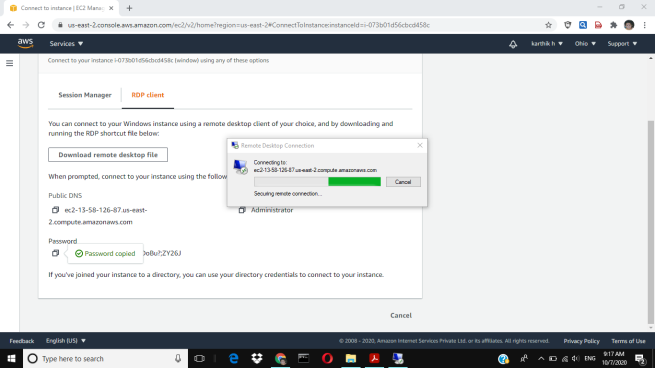 Connect to instance | EC2 Manag
us-east-2.console.aws.amazon.com/ec2/v2/home?region=us-east-2#ConnectToInstance:instanceId=i-073b01d56cbcd458c
aws
Services
karthik h
Ohio
Support
Connect to your instance i-073b01d56cbcd458c (window) using any of these options
Session Manager
RDP client
You can connect to your Windows instance using a remote desktop client of your choice, and by downloading and
running the RDP shortcut file below:
Download remote desktop file
When prompted, connect to your instance using the follow
Remote Desktop Connection
Connecting to:
ec2-13-58-126-87.us-east-2.compute.amazonaws.com
Cancel
Securing remote connection...
Public DNS
ec2-13-58-126-87.us-east-
2.compute.amazonaws.com
Administrator
Password
Password copied
If you've joined your instance to a directory, you can use your directory credentials to connect to your instance.
Cancel
Feedback
English (US)
© 2008 - 2020, Amazon Internet Services Private Ltd. or its affiliates. All rights reserved.
Privacy Policy
Terms of Use
Type here to search
ENG
9:17 AM
10/7/2020